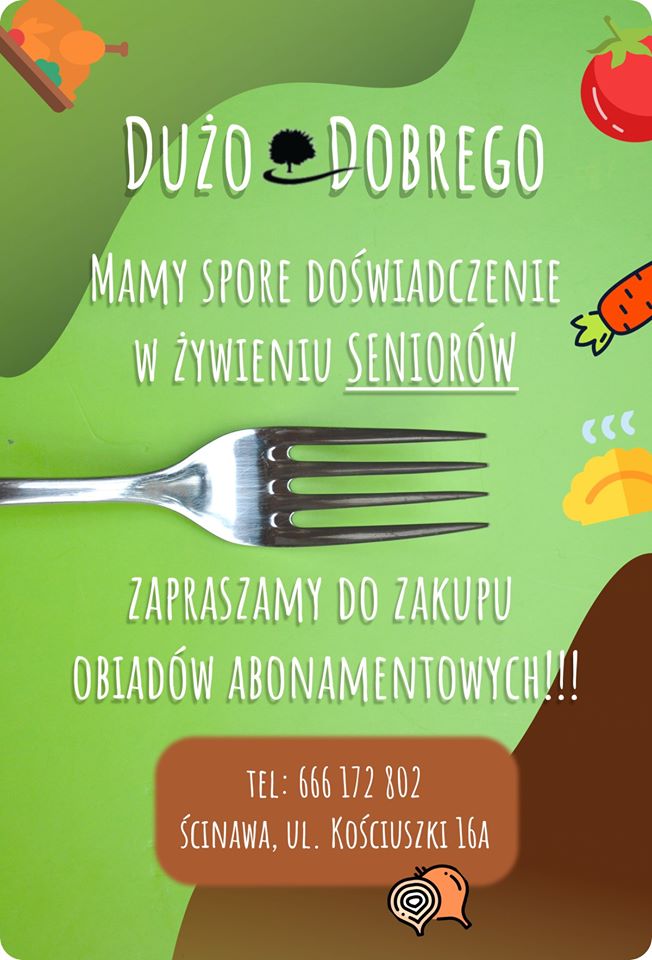 Dużo Dobrego
Mamy spore doświadczenie
w żywieniu SENIORÓW
zapraszamy do zakupu
obiadów abonamentowych!!!
tel: 666 172 802
Ścinawa, ul. Kościuszki 16a